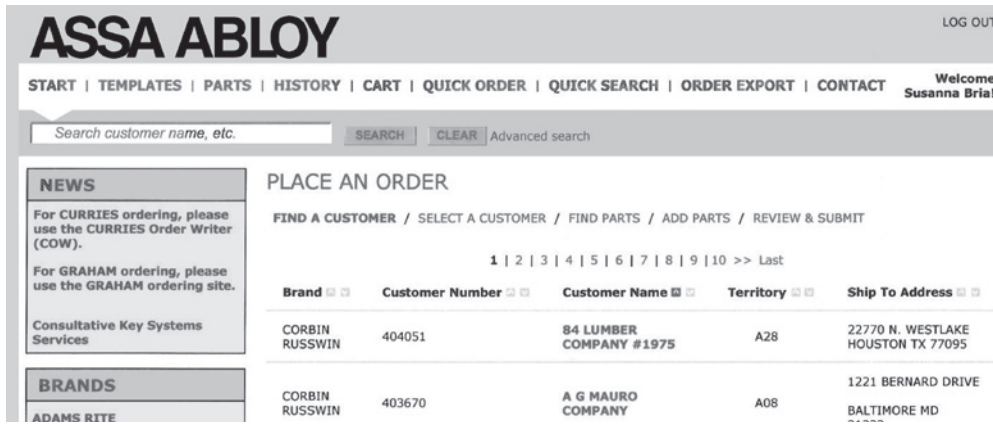 ASSA ABLOY
LOG OUT
START | TEMPLATES | PARTS | HISTORY | CART | QUICK ORDER | QUICK SEARCH | ORDER EXPORT | CONTACT
Welcome
Susanna Bria!
Search customer name, etc.
SEARCH CLEAR Advanced search
NEWS
For CURRIES ordering, please
use the CURRIES Order Writer
(COW).
For GRAHAM ordering, please
use the GRAHAM ordering site.
Consultative Key Systems
Services
BRANDS
ADAMS RITE
PLACE AN ORDER
FIND A CUSTOMER / SELECT A CUSTOMER / FIND PARTS / ADD PARTS / REVIEW & SUBMIT
1 | 2 | 3 | 4 | 5 | 6 | 7 | 8 | 9 | 10 >> Last
Brand Customer Number Customer Name Territory Ship To Address
CORBIN
RUSSWIN
404051
84 LUMBER
COMPANY #1975
A28
22770 N. WESTLAKE
HOUSTON TX 77095
CORBIN
RUSSWIN
403670
A G MAURO
COMPANY
A08
1221 BERNARD DRIVE
BALTIMORE MD